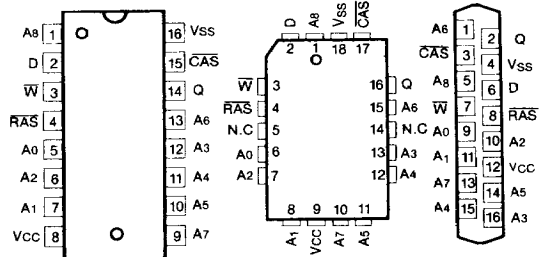 A8 1 16 VSS
D 2 15 CAS
W 3 14 Q
RAS 4 13 A6
A0 5 12 A3
A2 6 11 A4
A1 7 10 A5
VCC 8 9 A7
D A8 VSS CAS
2 1 18 17
W 3 16 Q
RAS 4 15 A6
N.C 5 14 N.C
A0 6 13 A3
A2 7 12 A4
8 9 10 11
A1 VCC A7 A5
A6 1
2 Q
CAS 3
4 VSS
A8 5
6 D
W 7
8 RAS
A0 9
10 A2
A1 11
12 VCC
A7 13
14 A5
A4 15
16 A3